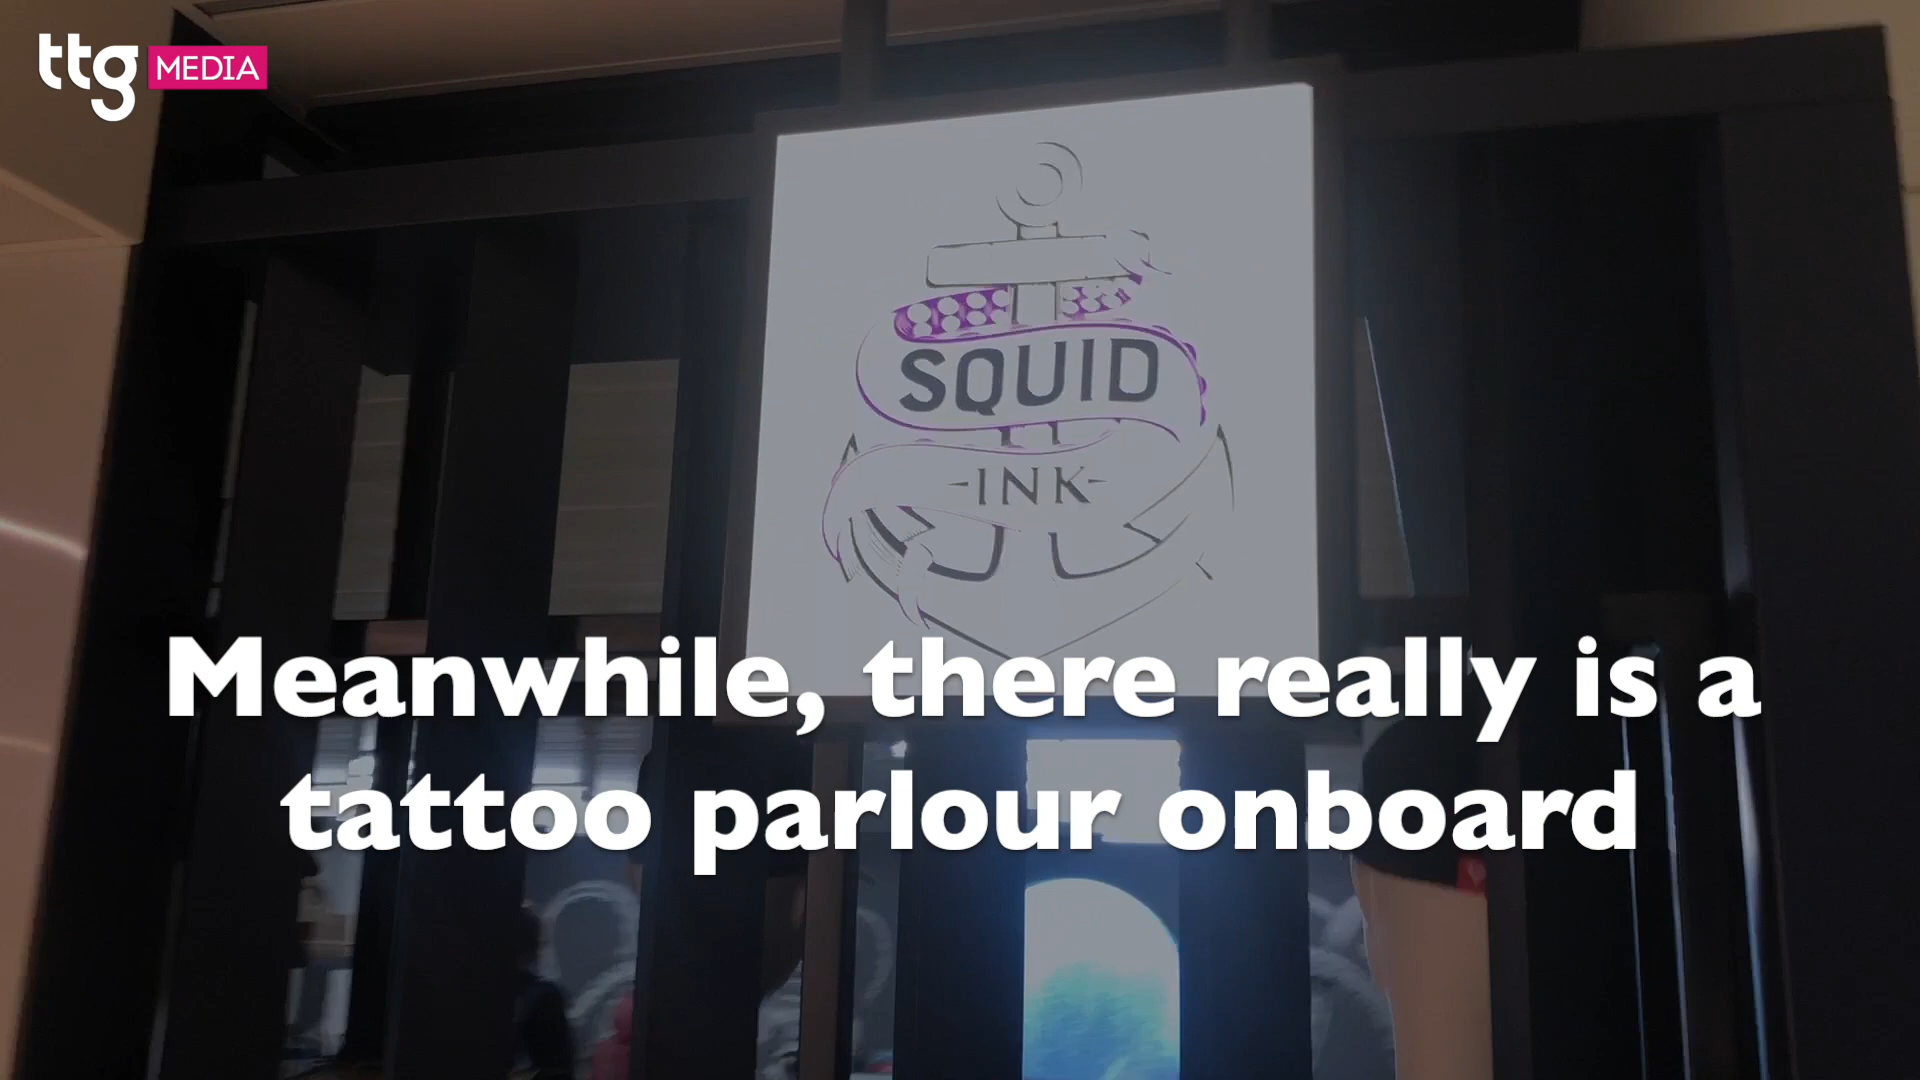 ttg MEDIA
SQUID
-INK-
Meanwhile, there really is a
tattoo parlour onboard